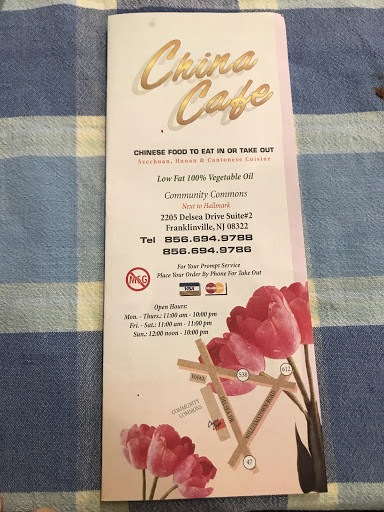 China
Cafe
CHINESE FOOD TO EAT IN OR TAKE OUT
Szechuan, Hunan & Cantonese Cuisine
Low Fat 100% Vegetable Oil
Community Commons
Next to Hallmark
2205 Delsea Drive Suite#2
Franklinville, NJ 08322
Tel 856.694.9788
856.694.9786
For Your Prompt Service
Place Your Order By Phone For Take Out
MSG
VISA MasterCard
Open Hours:
Mon. - Thurs.: 11:00 am - 10:00 pm
Fri. - Sat.: 11:00 am - 11:00 pm
Sun.: 12:00 noon - 10:00 pm
612
538
COMMUNITY
COMMONS
China Cafe
47